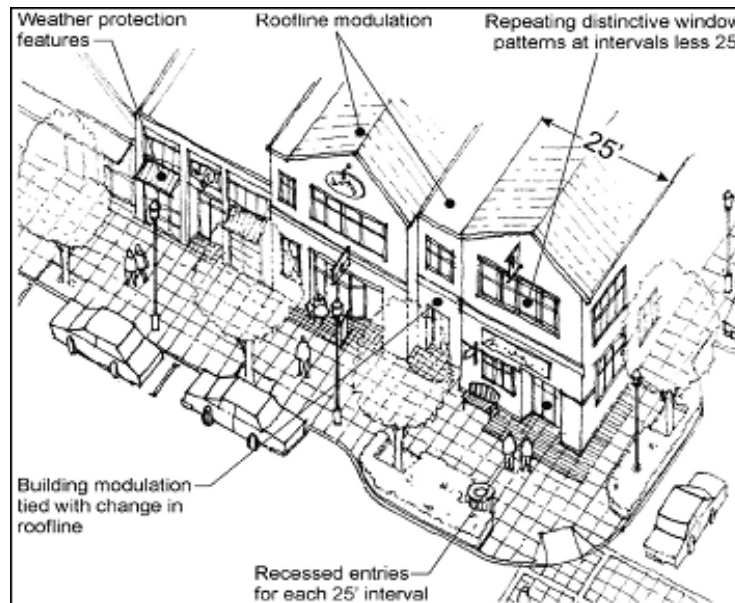 Weather protection
features
Roofline modulation
Repeating distinctive window
patterns at intervals less 25'
25'
Building modulation
tied with change in
roofline
Recessed entries
for each 25' interval